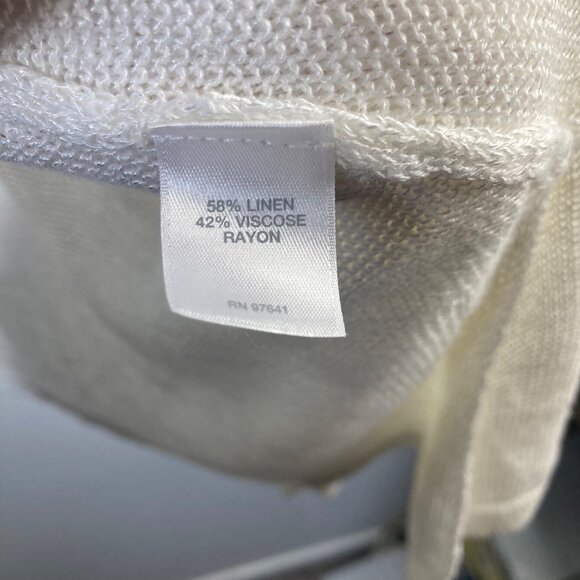 58% LINEN
42% VISCOSE
RAYON
RN 97641